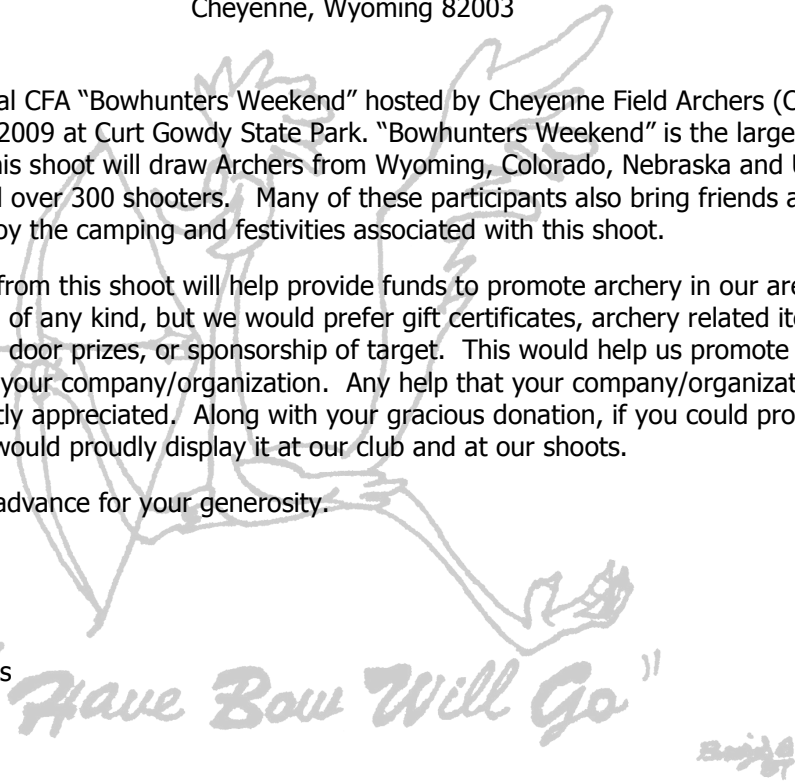 Cheyenne, Wyoming 82003
al CFA “Bowhunters Weekend” hosted by Cheyenne Field Archers (C
2009 at Curt Gowdy State Park. “Bowhunters Weekend” is the large
his shoot will draw Archers from Wyoming, Colorado, Nebraska and U
l over 300 shooters. Many of these participants also bring friends a
oy the camping and festivities associated with this shoot.
from this shoot will help provide funds to promote archery in our are
of any kind, but we would prefer gift certificates, archery related ite
door prizes, or sponsorship of target. This would help us promote
your company/organization. Any help that your company/organizat
tly appreciated. Along with your gracious donation, if you could pro
would proudly display it at our club and at our shoots.
advance for your generosity.
s
"Have Bow Will Go"